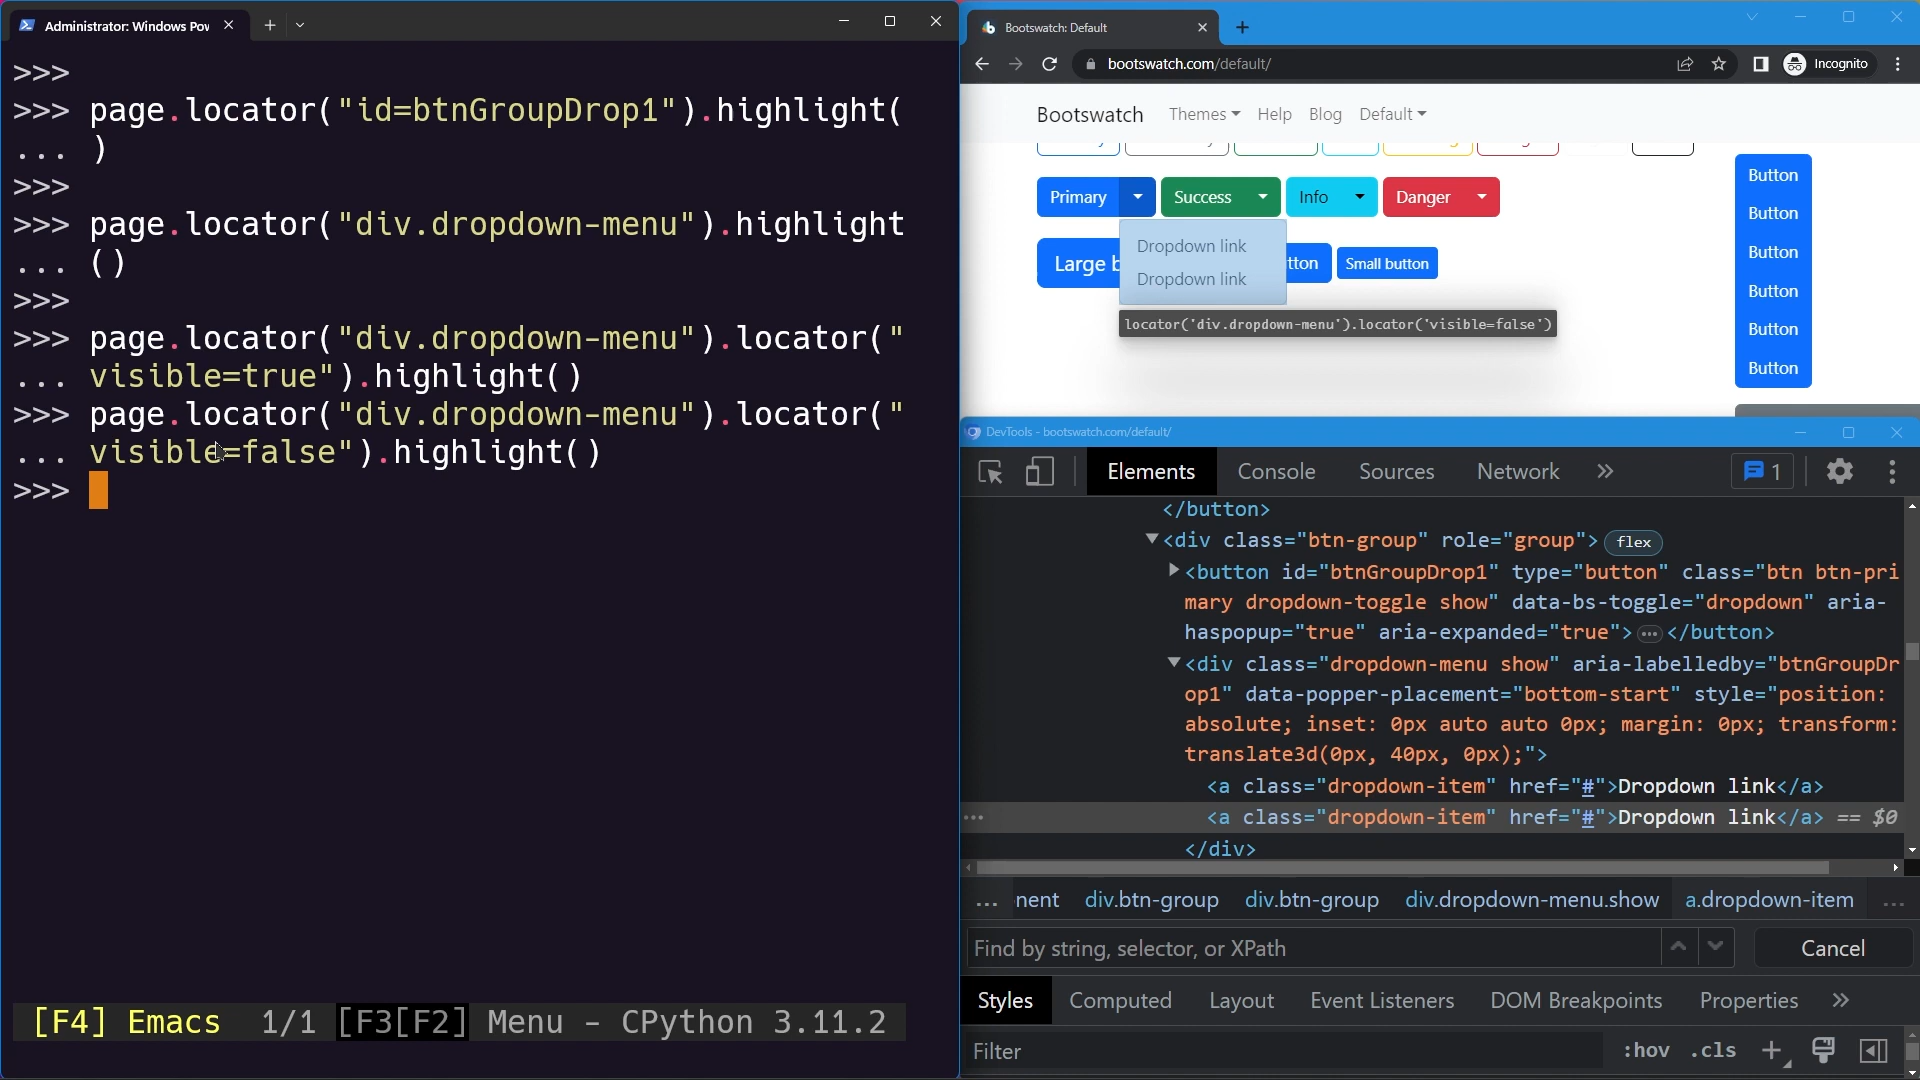 Administrator: Windows Pow
>>>
>>> page.locator("id=btnGroupDrop1").highlight(
... )
>>>
>>> page.locator("div.dropdown-menu").highlight
... ()
>>>
>>> page.locator("div.dropdown-menu").locator("
... visible=true").highlight()
>>> page.locator("div.dropdown-menu").locator("
... visible=false").highlight()
>>>
[F4] Emacs 1/1 [F3[F2] Menu - CPython 3.11.2
Bootswatch: Default
bootswatch.com/default/
Incognito
Bootswatch Themes Help Blog Default
Primary Success Info Danger
Dropdown link
Dropdown link
Large b
tton
Small button
locator('div.dropdown-menu').locator('visible=false')
Button
Button
Button
Button
Button
Button
DevTools - bootswatch.com/default/
Elements Console Sources Network » 1
</button>
<div class="btn-group" role="group"> flex
<button id="btnGroupDrop1" type="button" class="btn btn-pri
mary dropdown-toggle show" data-bs-toggle="dropdown" aria-
haspopup="true" aria-expanded="true">…</button>
<div class="dropdown-menu show" aria-labelledby="btnGroupDr
op1" data-popper-placement="bottom-start" style="position:
absolute; inset: 0px auto auto 0px; margin: 0px; transform:
translate3d(0px, 40px, 0px);">
<a class="dropdown-item" href="#">Dropdown link</a>
<a class="dropdown-item" href="#">Dropdown link</a> == $0
</div>
… nent div.btn-group div.btn-group div.dropdown-menu.show a.dropdown-item …
Find by string, selector, or XPath Cancel
Styles Computed Layout Event Listeners DOM Breakpoints Properties »
Filter :hov .cls +